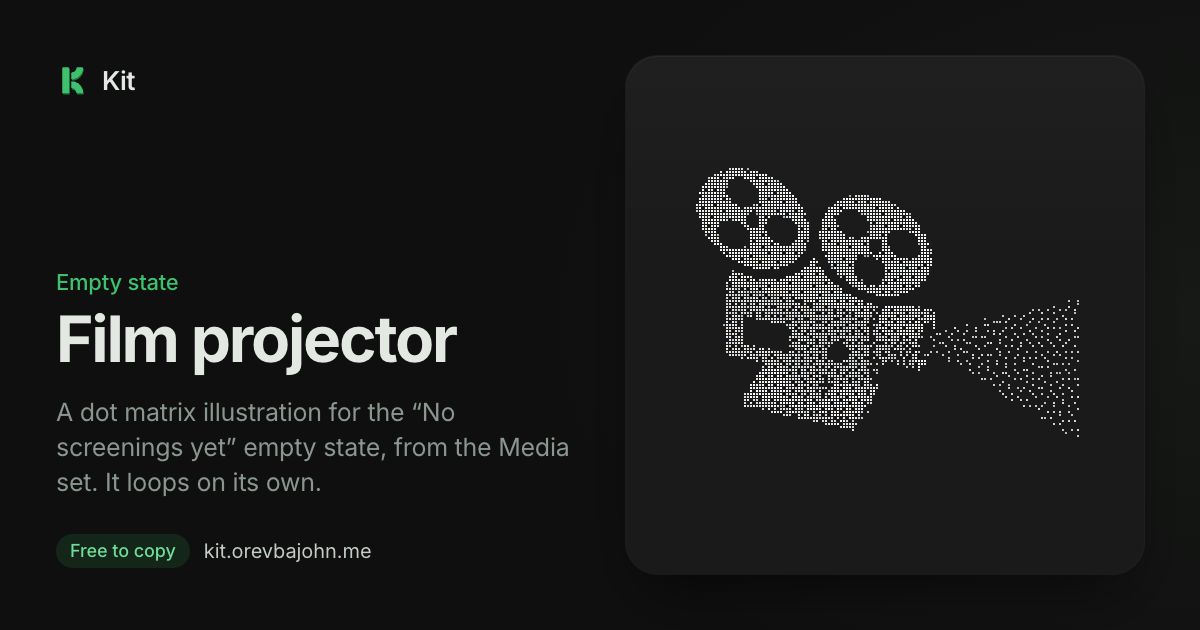 Kit
Empty state
Film projector
A dot matrix illustration for the “No
screenings yet” empty state, from the Media
set. It loops on its own.
Free to copy
kit.orevbajohn.me